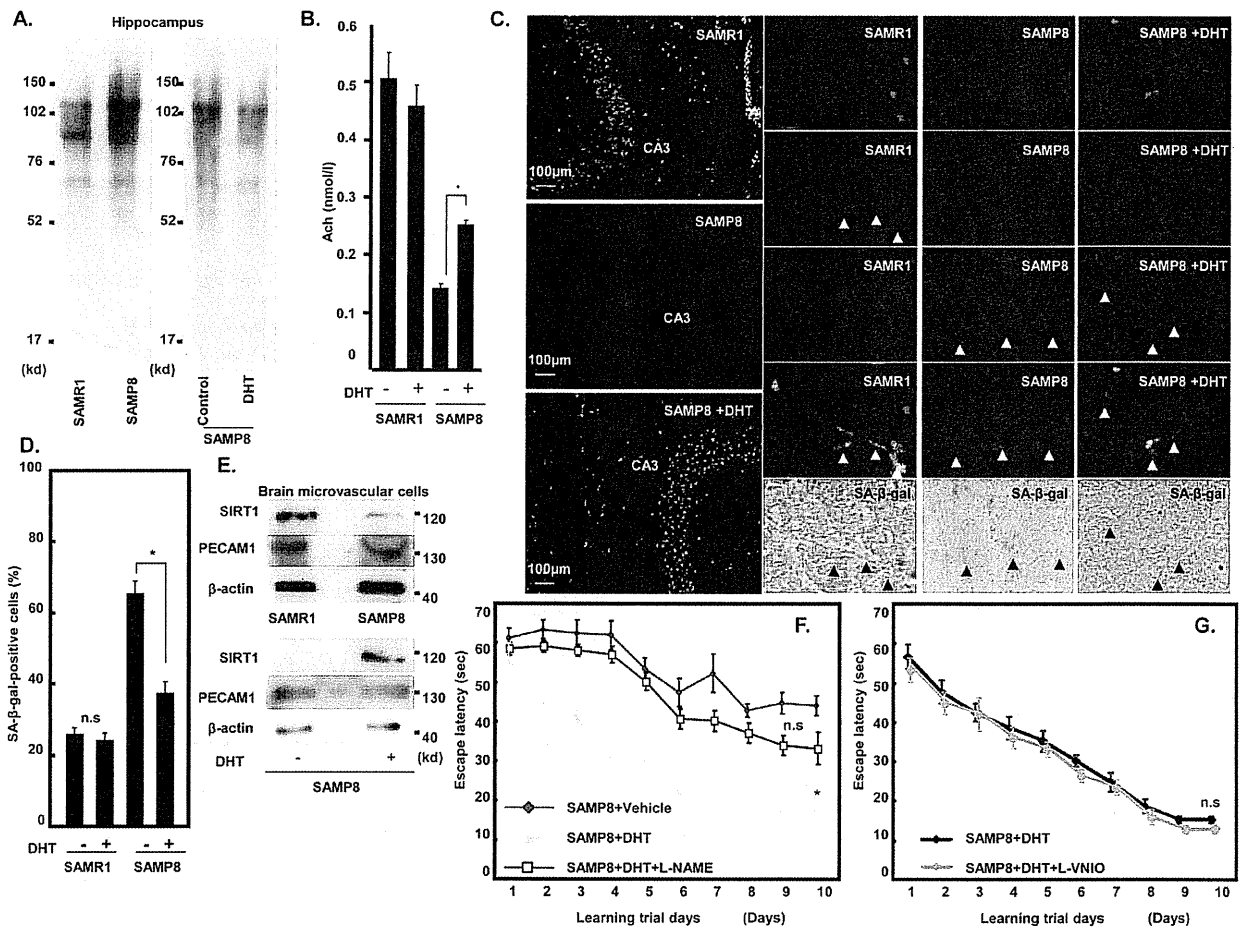 A.
Hippocampus
150
102
76
52
17
(kd)
150
102
76
52
17
(kd)
SAMR1
SAMP8
Control
DHT
SAMP8
B.
Ach (nmol/l)
0.6
0.5
0.4
0.3
0.2
0.1
0
*
DHT - + - +
SAMR1 SAMP8
C.
SAMR1
CA3
100μm
SAMP8
CA3
100μm
SAMP8 +DHT
CA3
100μm
SAMR1 SAMP8 SAMP8 +DHT
SAMR1 SAMP8 SAMP8 +DHT
SAMR1 SAMP8 SAMP8 +DHT
SAMR1 SAMP8 SAMP8 +DHT
SA-β-gal SA-β-gal SA-β-gal
D.
SA-β-gal-positive cells (%)
100
80
60
40
20
0
n.s
*
DHT - + - +
SAMR1 SAMP8
E.
Brain microvascular cells
SIRT1 120
PECAM1 130
β-actin 40
SAMR1 SAMP8
SIRT1 120
PECAM1 130
β-actin 40
DHT - + (kd)
SAMP8
F.
Escape latency (sec)
70
60
50
40
30
20
10
0
n.s
*
SAMP8+Vehicle
SAMP8+DHT
SAMP8+DHT+L-NAME
1 2 3 4 5 6 7 8 9 10
Learning trial days (Days)
G.
Escape latency (sec)
70
60
50
40
30
20
10
0
n.s
SAMP8+DHT
SAMP8+DHT+L-VNIO
1 2 3 4 5 6 7 8 9 10
Learning trial days (Days)